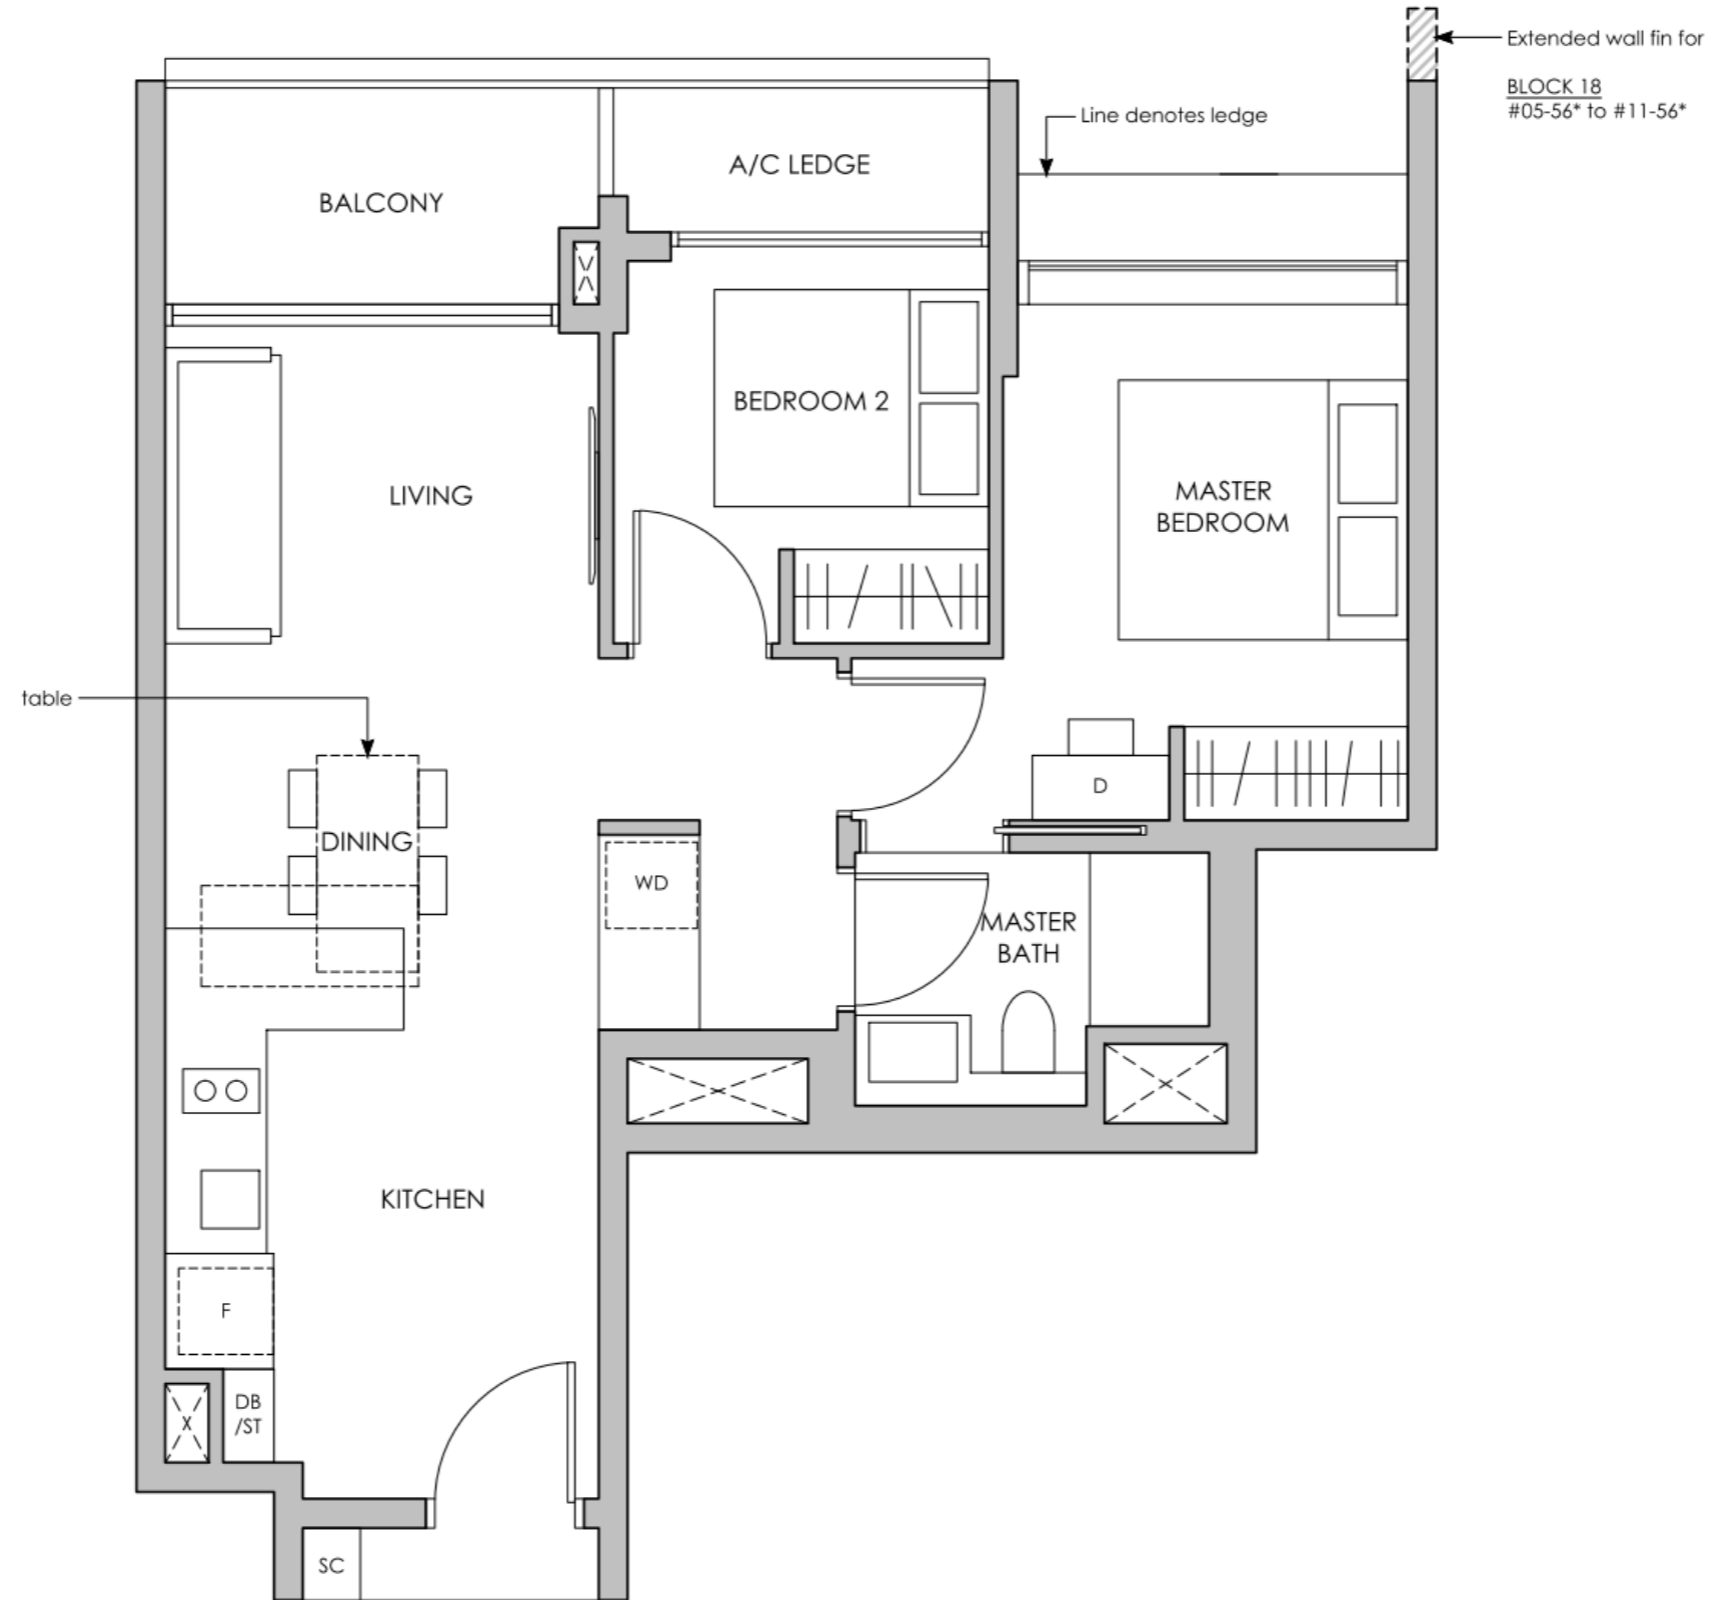 Extended wall fin for
BLOCK 18
#05-56* to #11-56*
Line denotes ledge
A/C LEDGE
BALCONY
BEDROOM 2
LIVING
MASTER
BEDROOM
table
D
DINING
WD
MASTER
BATH
KITCHEN
F
DB
/ST
X
SC